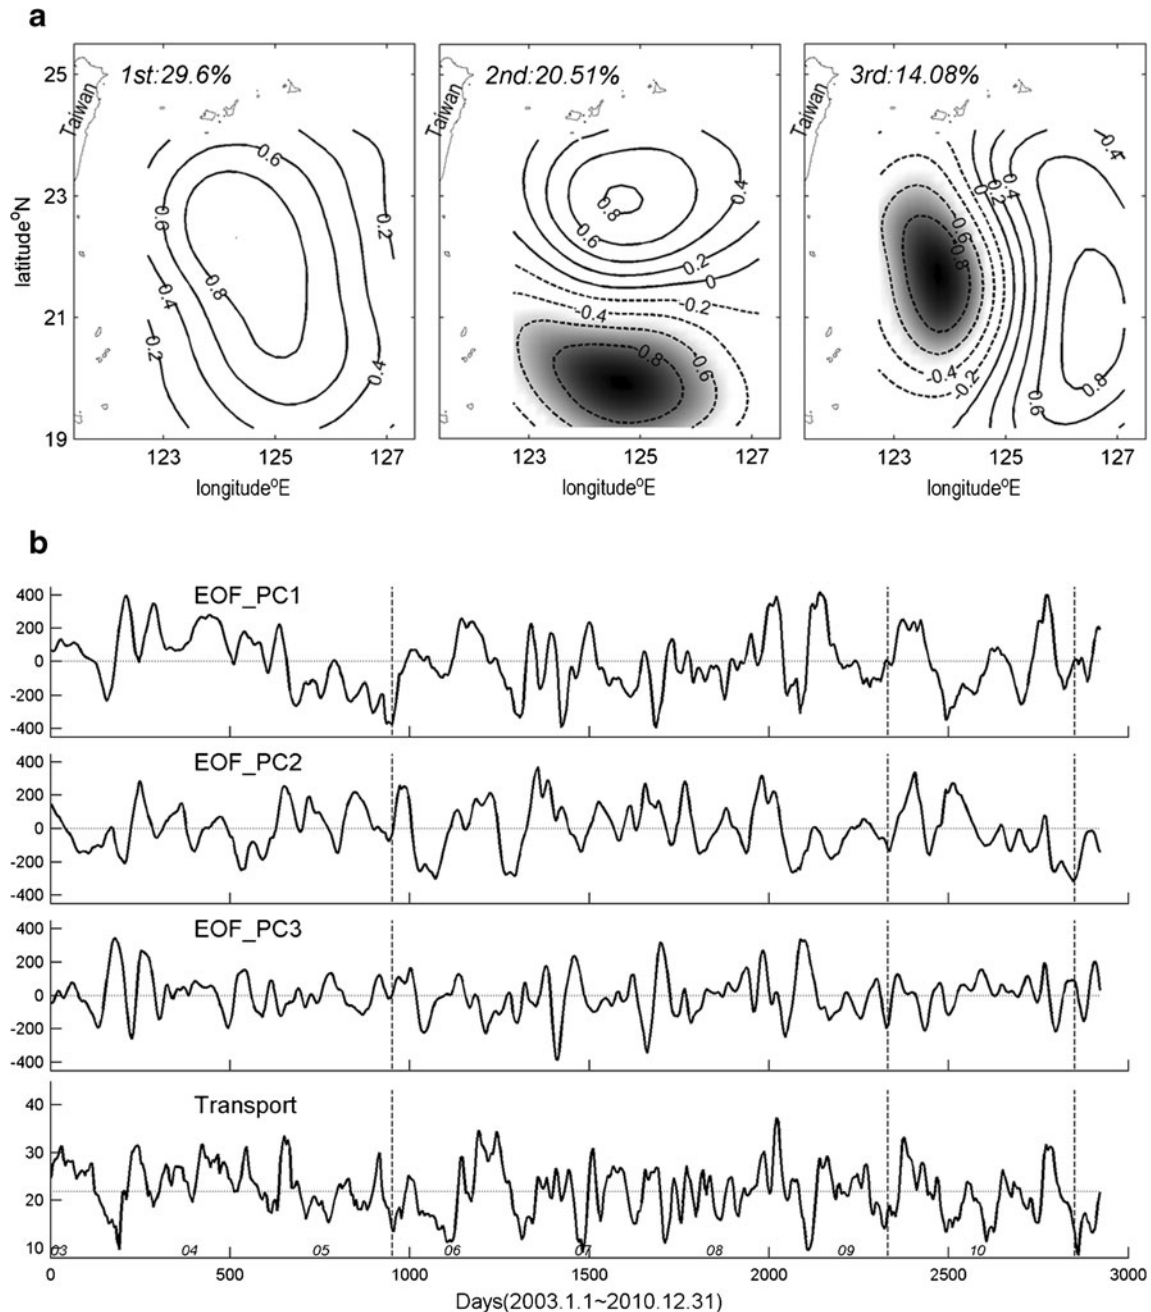 a
1st:29.6%
2nd:20.51%
3rd:14.08%
Taiwan
Taiwan
Taiwan
25
23
21
19
latitude°N
0.6
0.2
0.6
0.8
0.4
0.2
0.4
0.4
0.8
0.6
0.2
0
-0.2
-0.4
0.8
0.6
0.4
0.4
0.2
0
0.6
0.8
-0.4
-0.2
0.6
0.8
123 125 127
123 125 127
123 125 127
longitude°E
longitude°E
longitude°E
b
EOF_PC1
400
200
0
-200
-400
EOF_PC2
400
200
0
-200
-400
EOF_PC3
400
200
0
-200
-400
Transport
40
30
20
10
03 04 05 06 07 08 09 10
0 500 1000 1500 2000 2500 3000
Days(2003.1.1~2010.12.31)